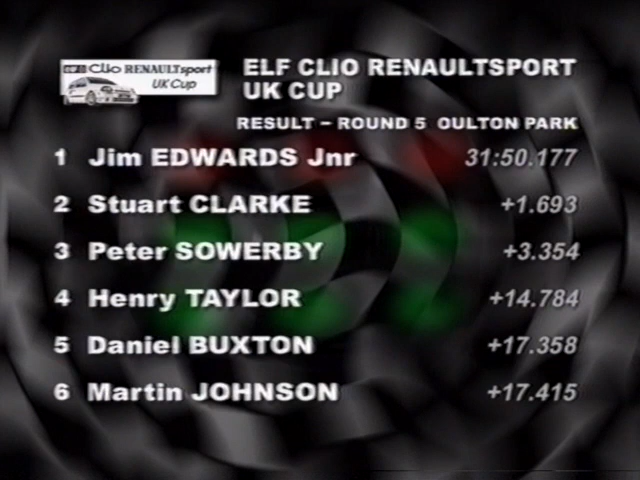 elf Clio RENAULTsport
UK Cup
ELF CLIO RENAULTSPORT
UK CUP
RESULT – ROUND 5 OULTON PARK
1 Jim EDWARDS Jnr 31:50.177
2 Stuart CLARKE +1.693
3 Peter SOWERBY +3.354
4 Henry TAYLOR +14.784
5 Daniel BUXTON +17.358
6 Martin JOHNSON +17.415